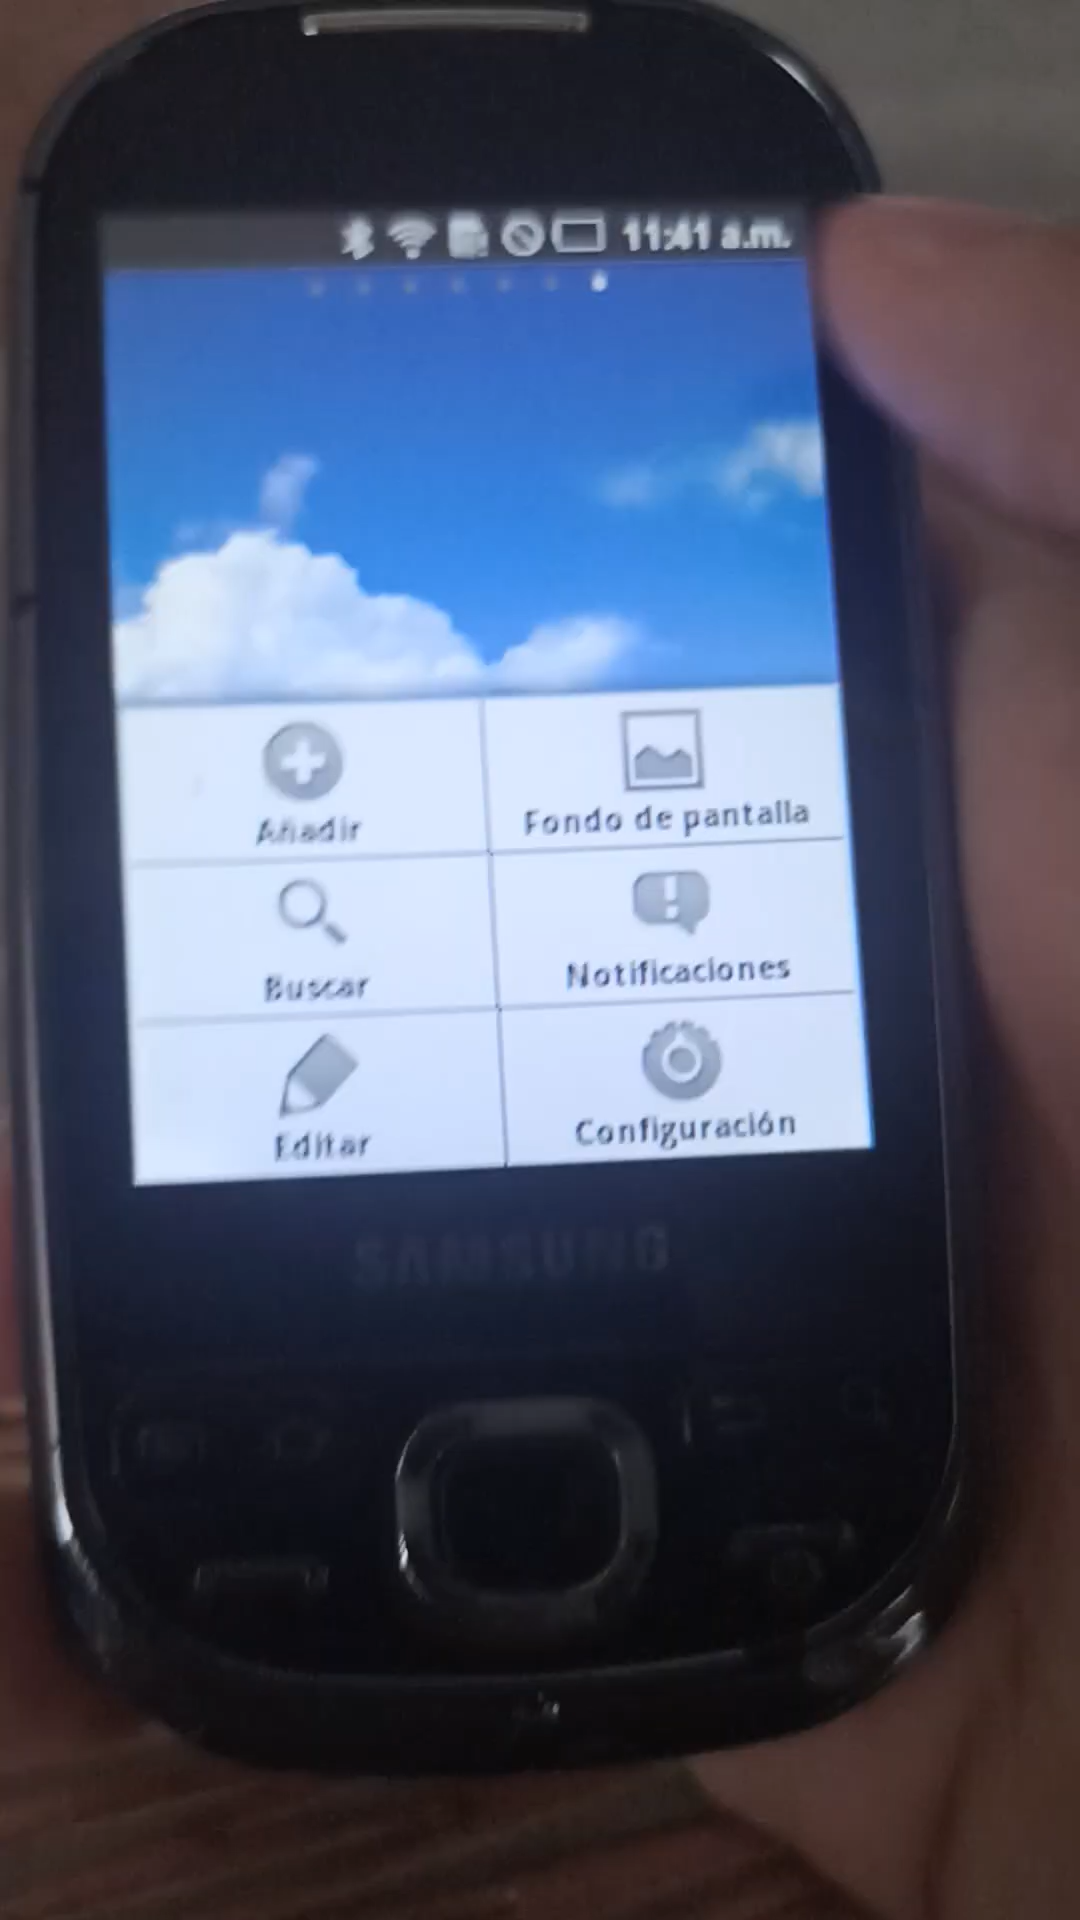 11:41 a.m.
Añadir
Fondo de pantalla
Buscar
Notificaciones
Editar
Configuración
SAMSUNG